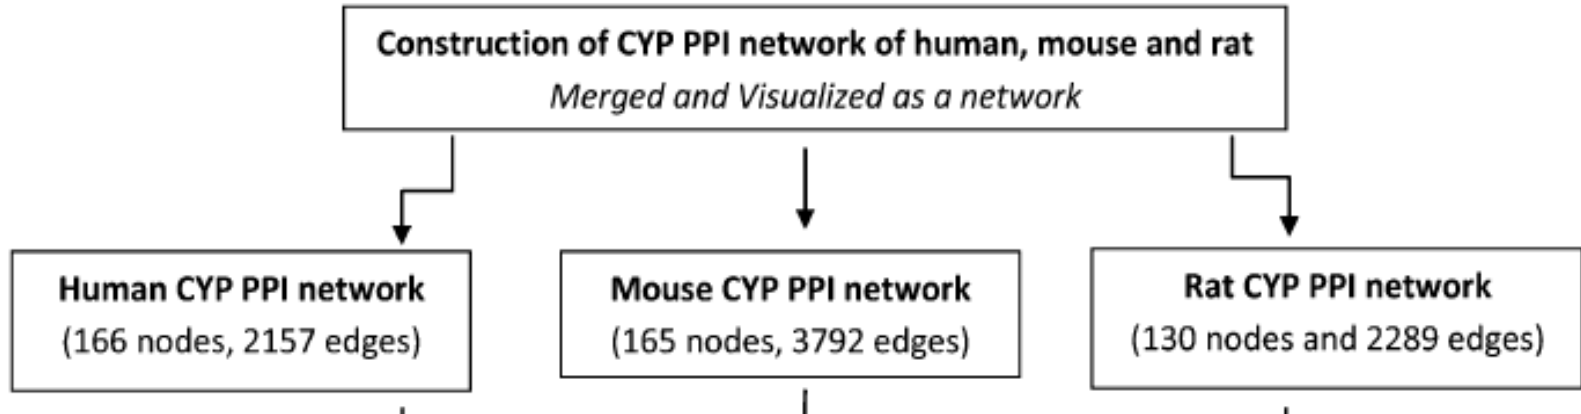 Construction of CYP PPI network of human, mouse and rat
Merged and Visualized as a network
Human CYP PPI network
(166 nodes, 2157 edges)
Mouse CYP PPI network
(165 nodes, 3792 edges)
Rat CYP PPI network
(130 nodes and 2289 edges)